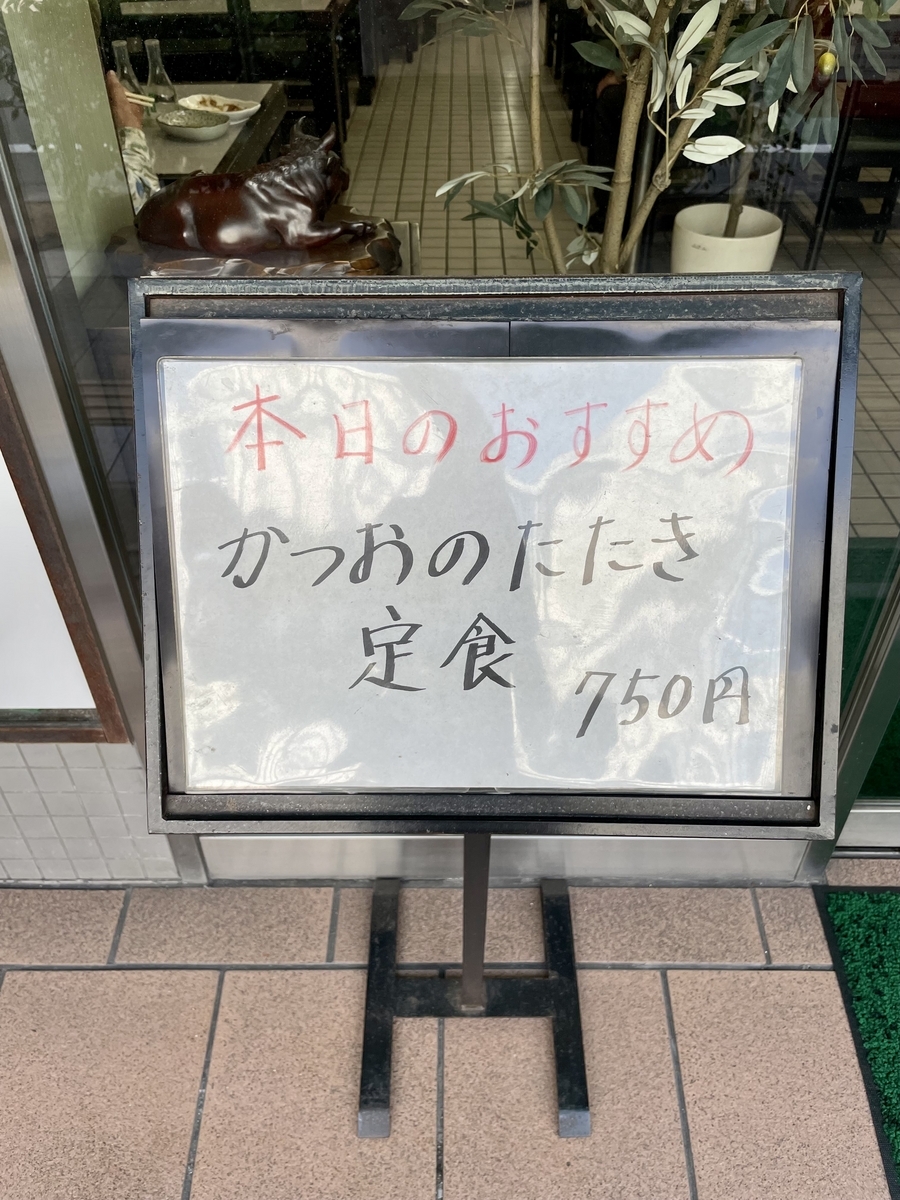 本日のおすすめ
かつおのたたき
定食
750円